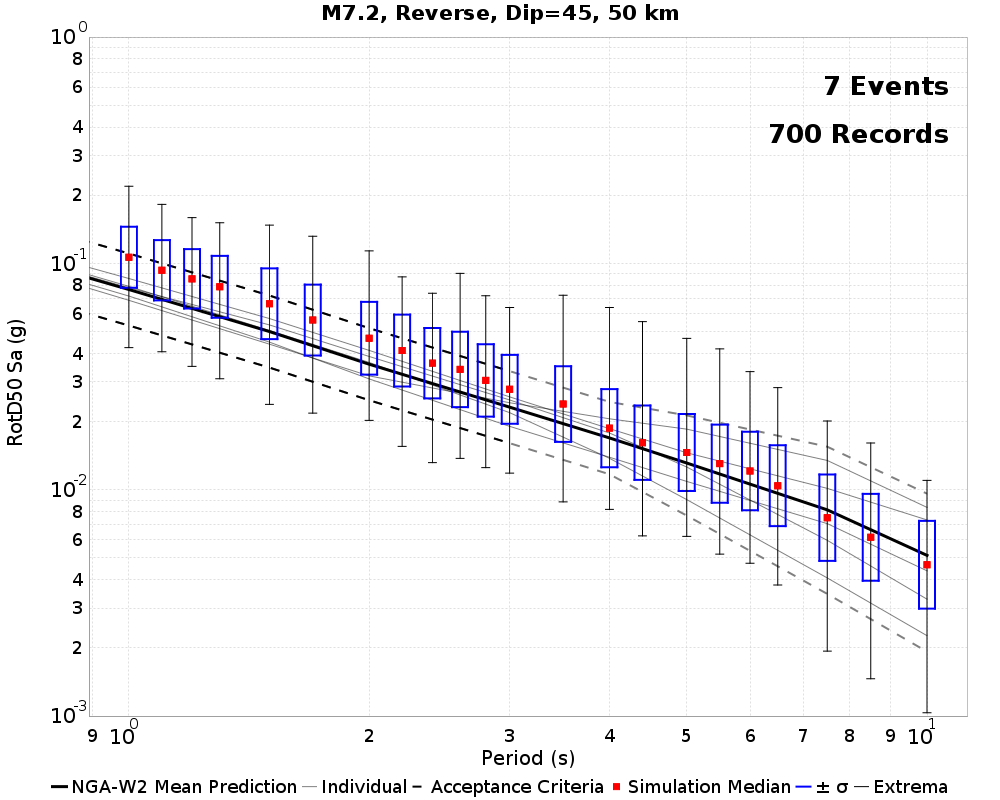 M7.2, Reverse, Dip=45, 50 km
7 Events
700 Records
RotD50 Sa (g)
10^0
8
6
4
3
2
10^-1
8
6
4
3
2
10^-2
8
6
4
3
2
10^-3
9 10^0 2 3 4 5 6 7 8 9 10^1
Period (s)
NGA-W2 Mean Prediction Individual Acceptance Criteria Simulation Median ± σ Extrema